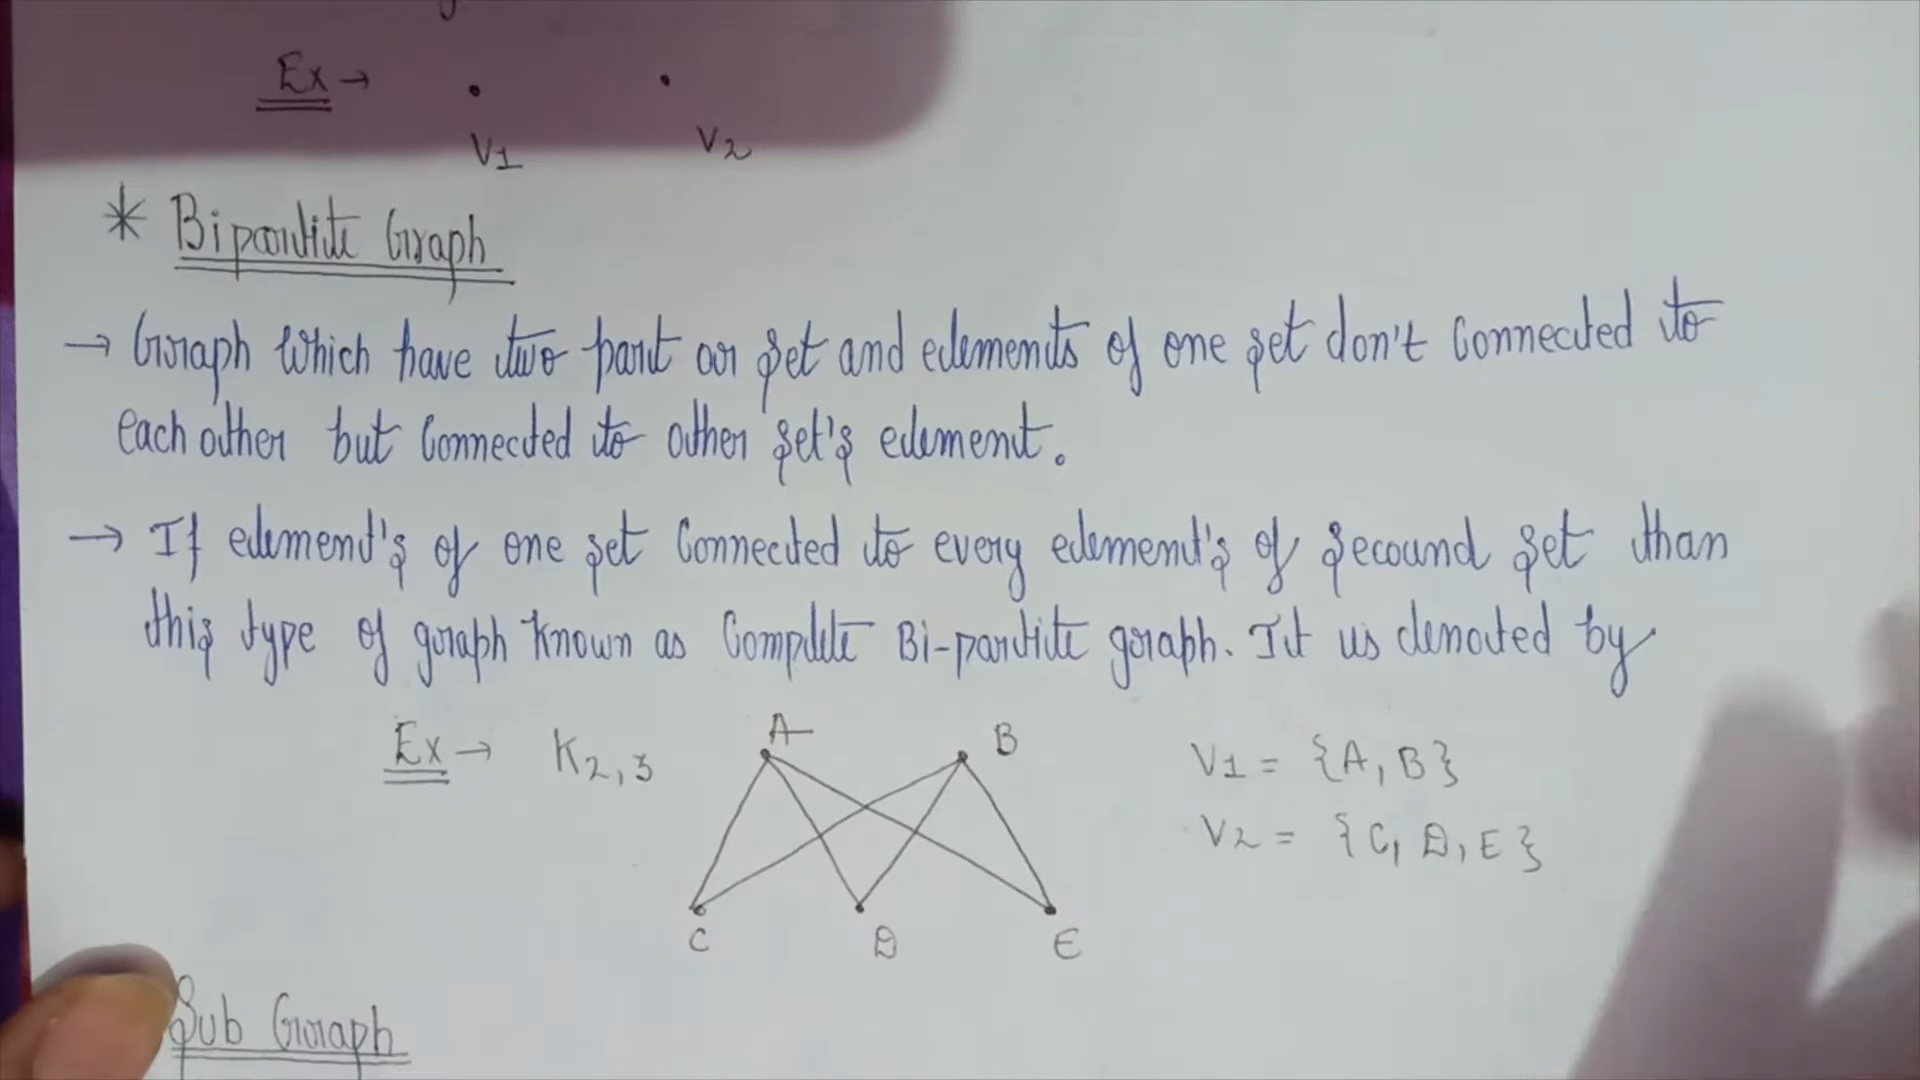 Ex →
V1
V2
* Bipartite Graph
→ Graph which have two part or set and elements of one set don't connected to
each other but connected to other set's element.
→ If element's of one set connected to every element's of secound set than
this type of graph known as Complete Bi-partite graph. It is denoted by
Ex → K2,3
A
B
V1 = {A, B}
V2 = {C, D, E}
C
D
E
Sub Graph